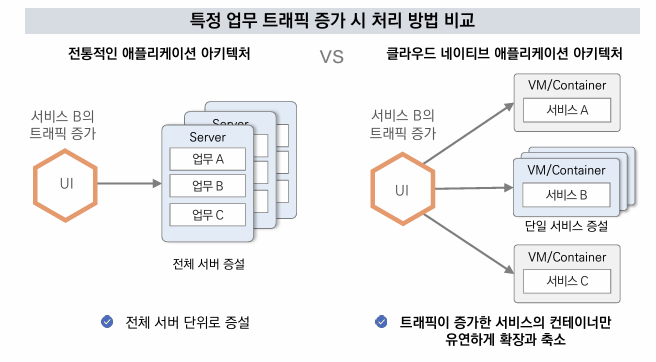 특정 업무 트래픽 증가 시 처리 방법 비교
전통적인 애플리케이션 아키텍처
VS
클라우드 네이티브 애플리케이션 아키텍처
서비스 B의
트래픽 증가
UI
Server
Server
업무 A
업무 B
업무 C
전체 서버 증설
전체 서버 단위로 증설
서비스 B의
트래픽 증가
UI
VM/Container
서비스 A
VM/Container
서비스 B
단일 서비스 증설
VM/Container
서비스 C
트래픽이 증가한 서비스의 컨테이너만
유연하게 확장과 축소